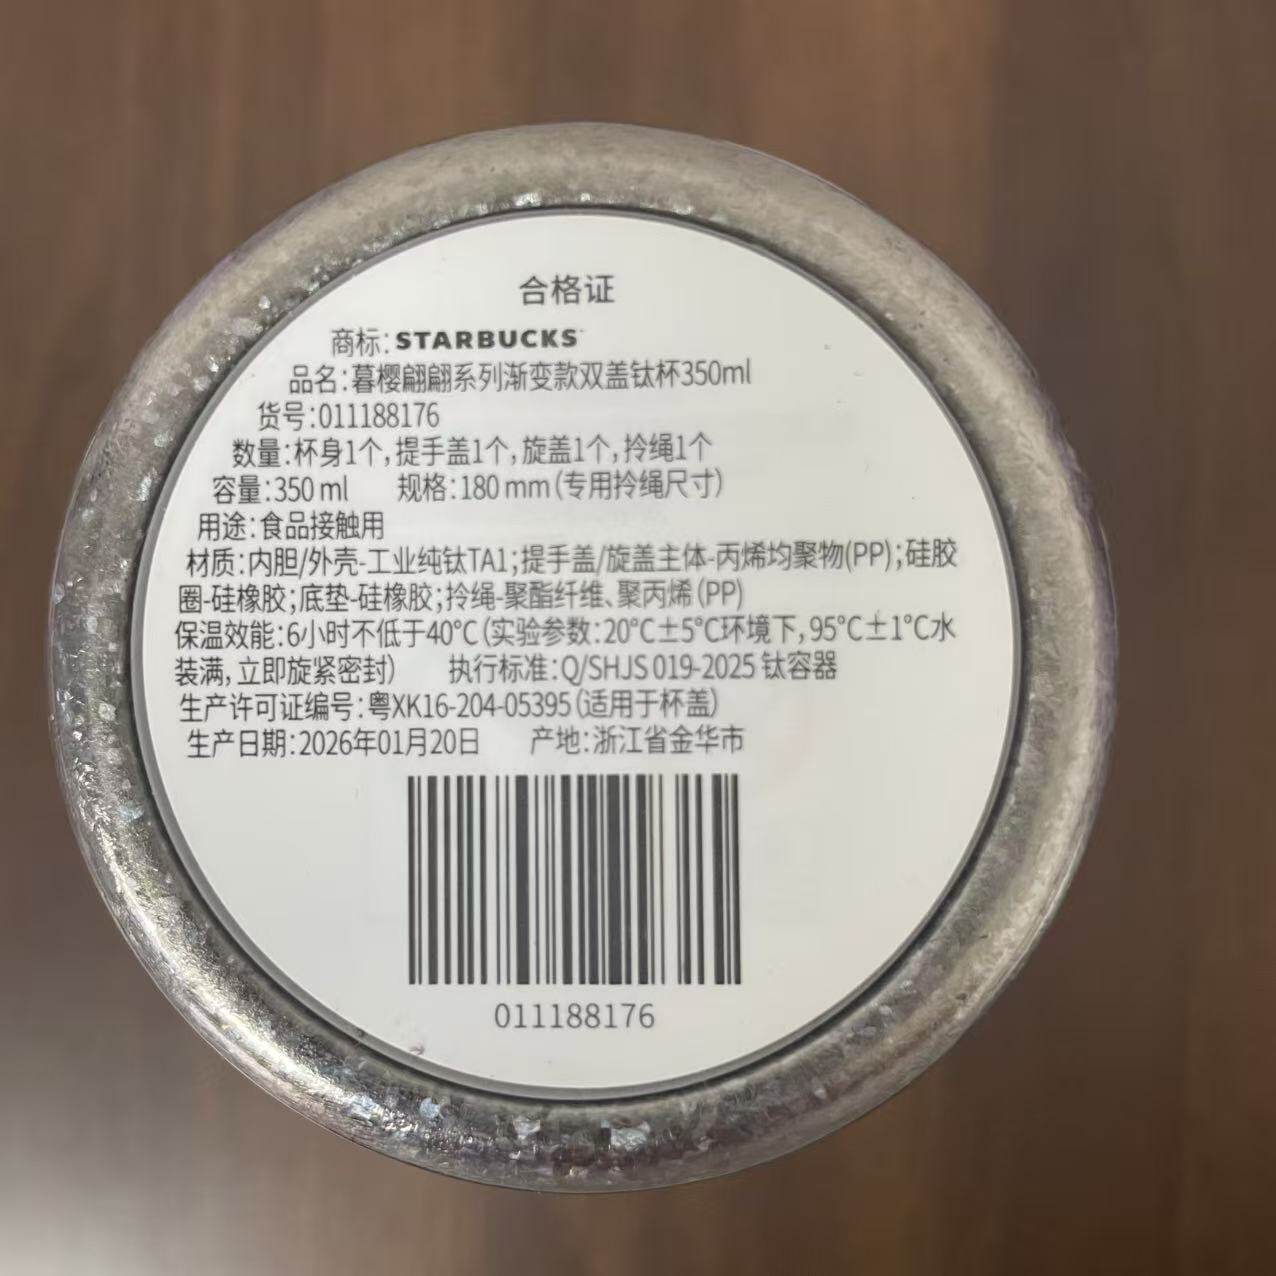 合格证
商标:STARBUCKS
品名:暮樱翩翩系列渐变款双盖钛杯350ml
货号:011188176
数量:杯身1个,提手盖1个,旋盖1个,拎绳1个
容量:350 ml 规格:180 mm(专用拎绳尺寸)
用途:食品接触用
材质:内胆/外壳-工业纯钛TA1;提手盖/旋盖主体-丙烯均聚物(PP);硅胶
圈-硅橡胶;底垫-硅橡胶;拎绳-聚酯纤维、聚丙烯(PP)
保温效能:6小时不低于40°C(实验参数:20°C±5°C环境下,95°C±1°C水
装满,立即旋紧密封) 执行标准:Q/SHJS 019-2025 钛容器
生产许可证编号:粤XK16-204-05395(适用于杯盖)
生产日期:2026年01月20日 产地:浙江省金华市
011188176